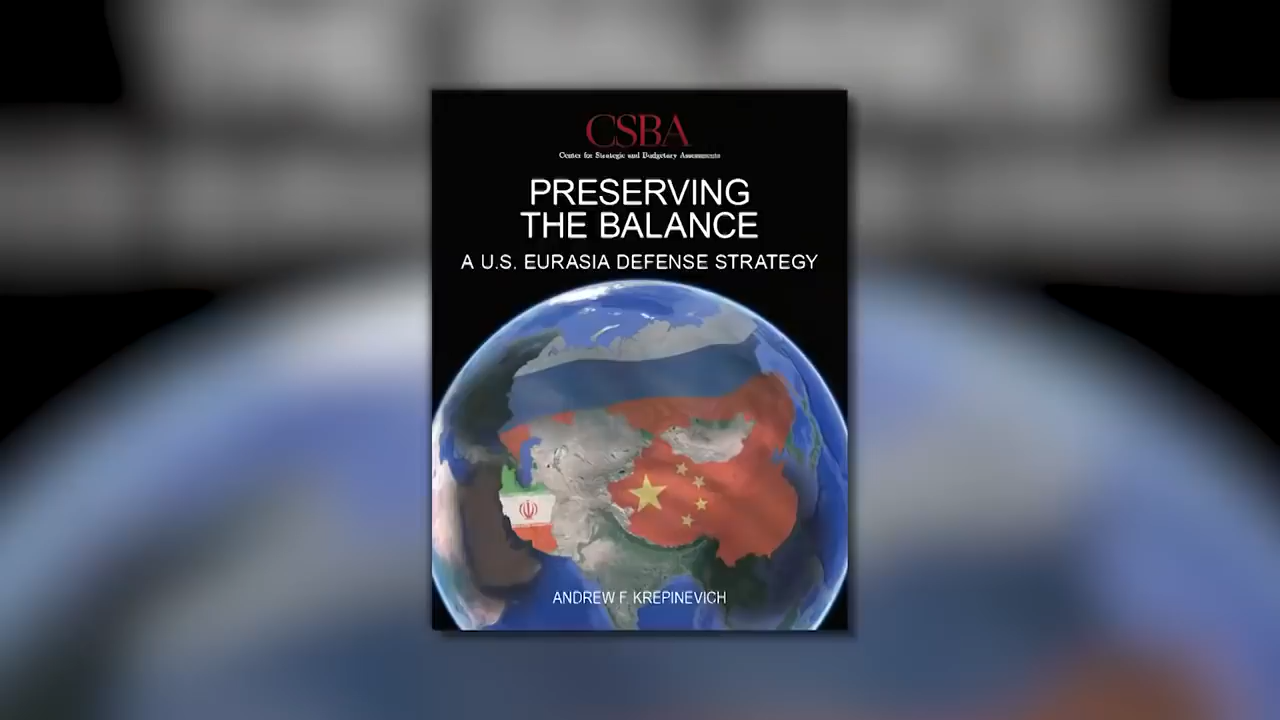 CSBA
Center for Strategic and Budgetary Assessments
PRESERVING
THE BALANCE
A U.S. EURASIA DEFENSE STRATEGY
ANDREW F. KREPINEVICH